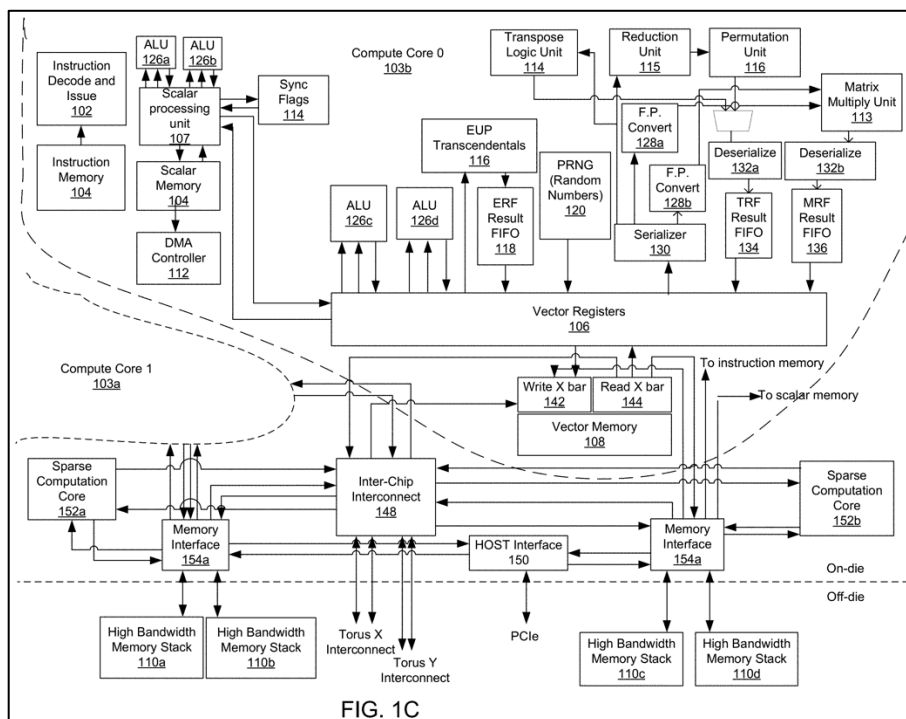 ALU
126a
ALU
126b
Instruction
Decode and
Issue
102
Scalar
processing
unit
107
Sync
Flags
114
Instruction
Memory
104
Scalar
Memory
104
DMA
Controller
112
Compute Core 0
103b
Transpose
Logic Unit
114
Reduction
Unit
115
Permutation
Unit
116
Matrix
Multiply Unit
113
F.P.
Convert
128a
F.P.
Convert
128b
EUP
Transcendentals
116
PRNG
(Random
Numbers)
120
Deserialize
132a
Deserialize
132b
ALU
126c
ALU
126d
ERF
Result
FIFO
118
Serializer
130
TRF
Result
FIFO
134
MRF
Result
FIFO
136
Vector Registers
106
Compute Core 1
103a
To instruction memory
To scalar memory
Write X bar
142
Read X bar
144
Vector Memory
108
Sparse
Computation
Core
152a
Inter-Chip
Interconnect
148
Sparse
Computation
Core
152b
Memory
Interface
154a
HOST Interface
150
Memory
Interface
154a
On-die
Off-die
High Bandwidth
Memory Stack
110a
High Bandwidth
Memory Stack
110b
Torus X
Interconnect
Torus Y
Interconnect
PCIe
High Bandwidth
Memory Stack
110c
High Bandwidth
Memory Stack
110d
FIG. 1C